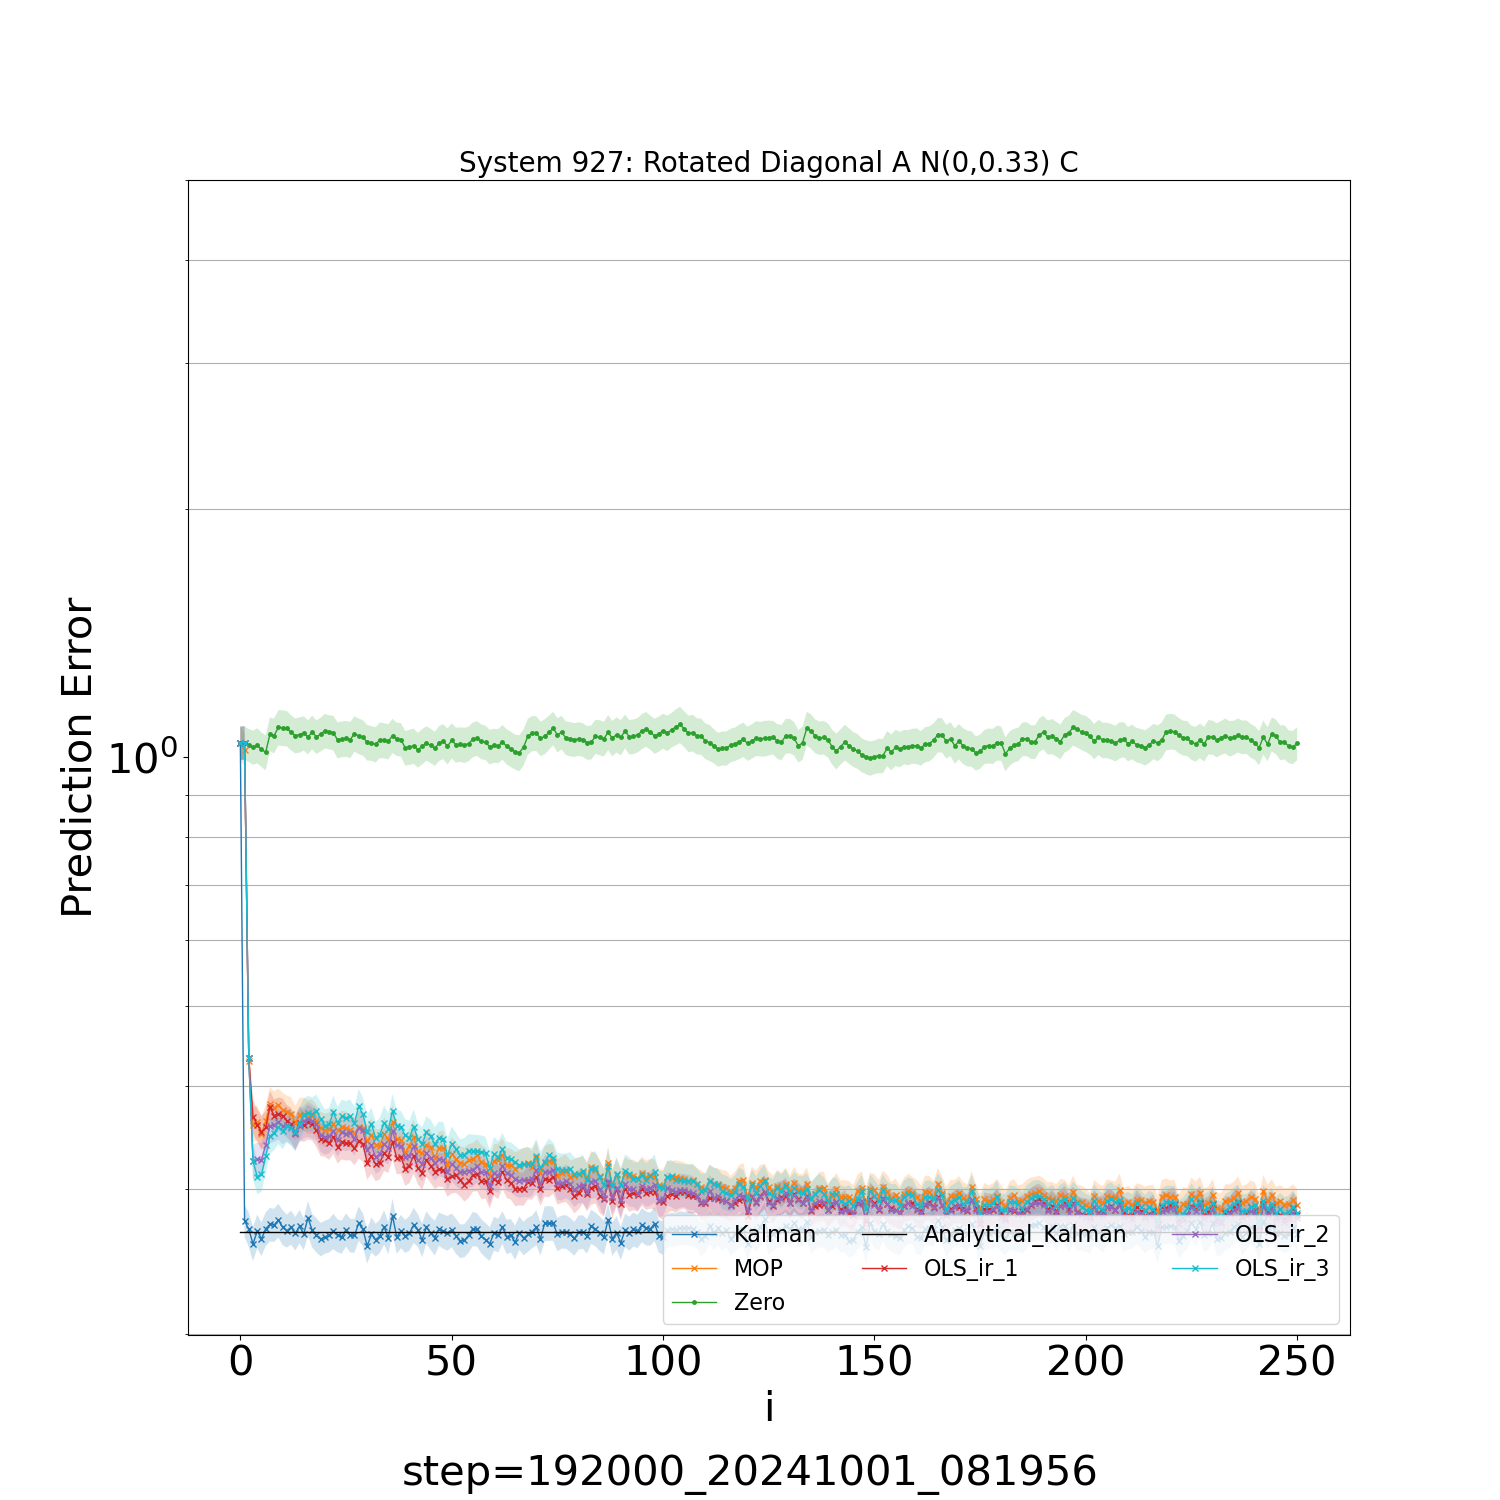 System 927: Rotated Diagonal A N(0,0.33) C
Prediction Error
10⁰
Kalman
MOP
Zero
Analytical_Kalman
OLS_ir_1
OLS_ir_2
OLS_ir_3
0 50 100 150 200 250
i
step=192000_20241001_081956